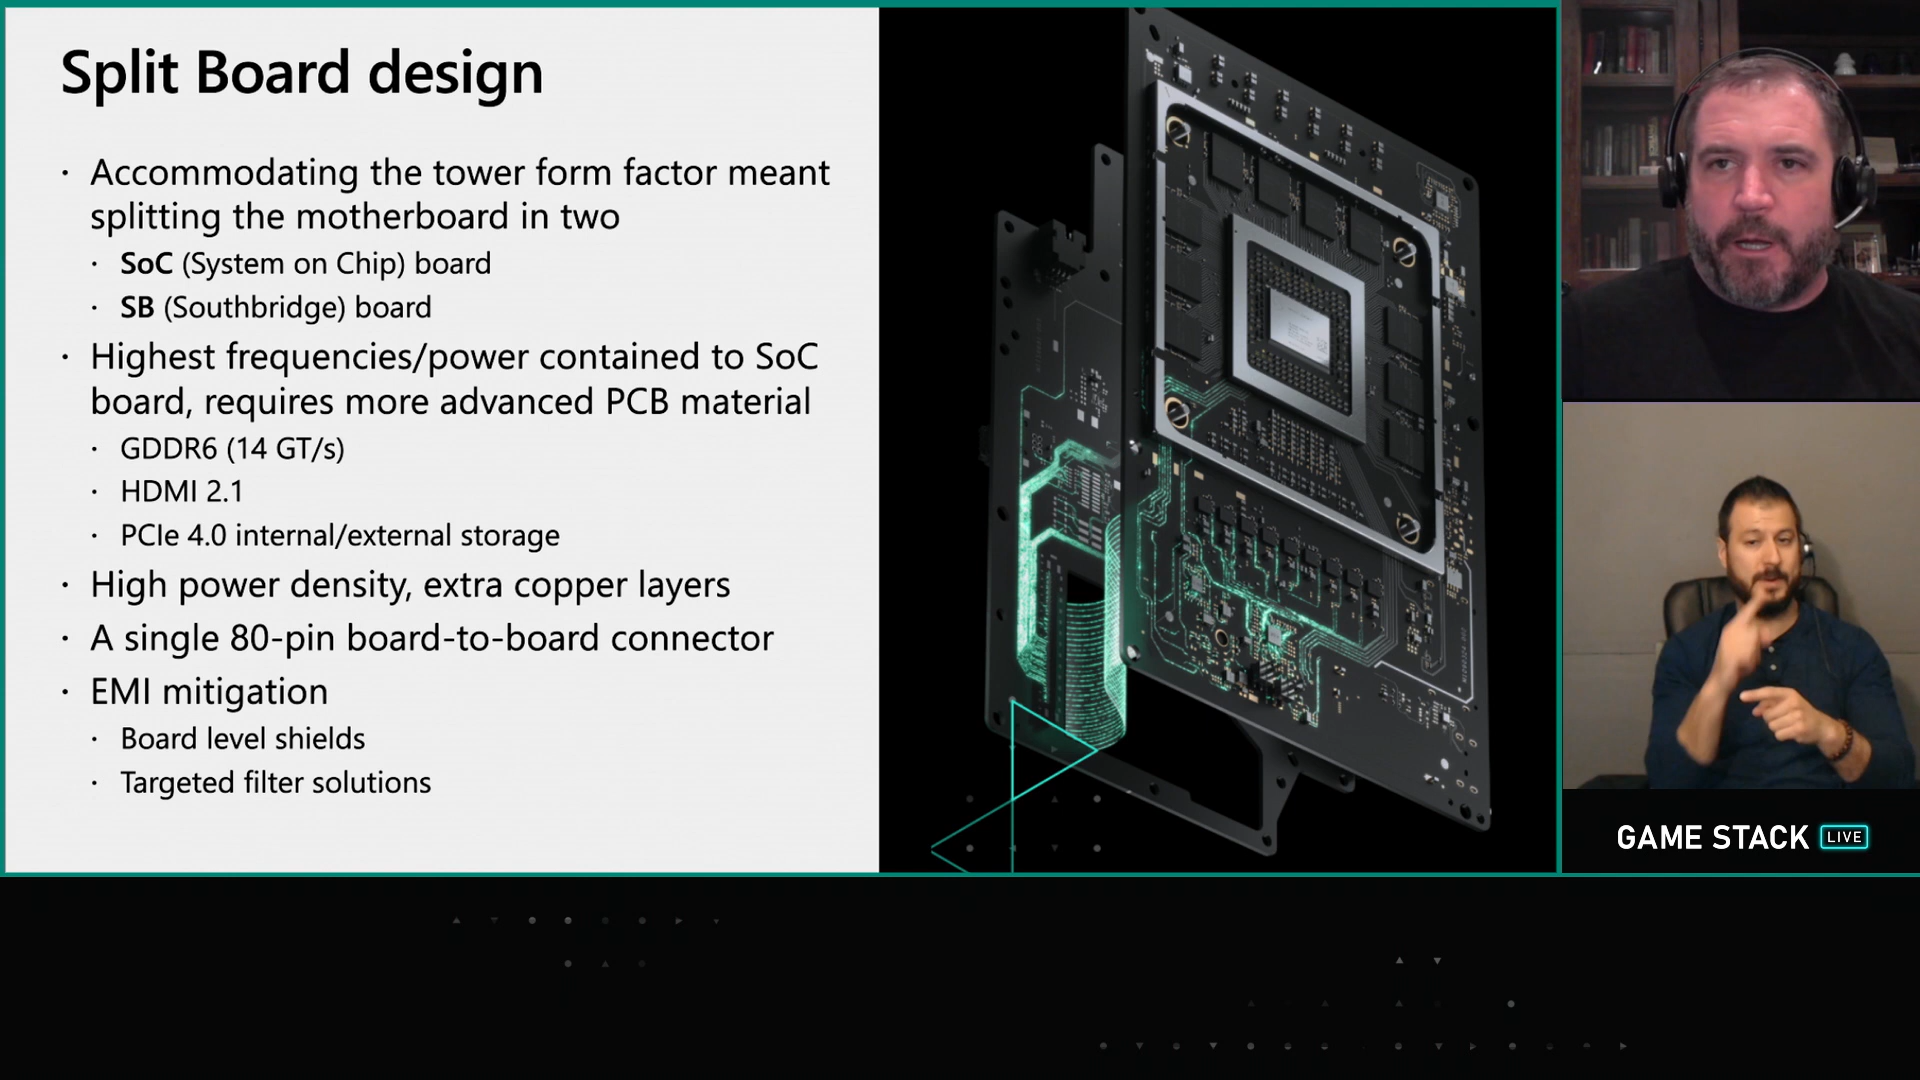 Split Board design
· Accommodating the tower form factor meant
splitting the motherboard in two
· SoC (System on Chip) board
· SB (Southbridge) board
· Highest frequencies/power contained to SoC
board, requires more advanced PCB material
· GDDR6 (14 GT/s)
· HDMI 2.1
· PCIe 4.0 internal/external storage
· High power density, extra copper layers
· A single 80-pin board-to-board connector
· EMI mitigation
· Board level shields
· Targeted filter solutions
GAME STACK LIVE